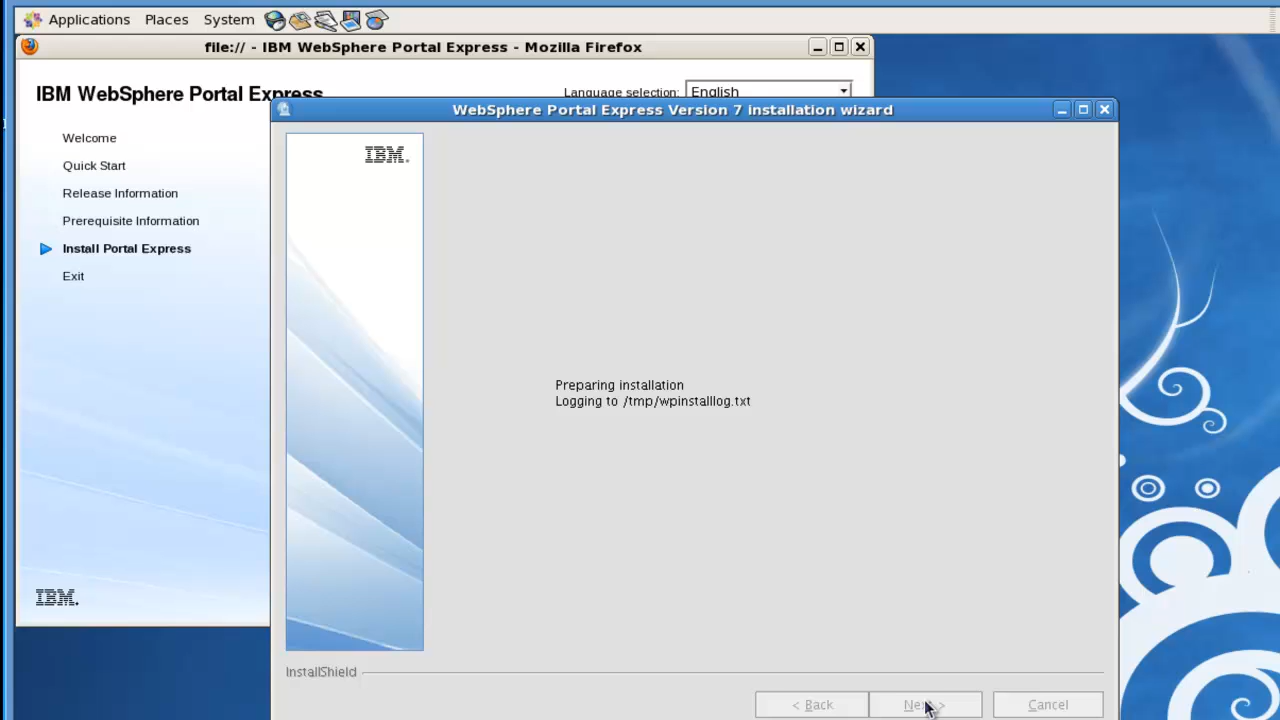 Applications Places System
file:// - IBM WebSphere Portal Express - Mozilla Firefox
IBM WebSphere Portal Express
Language selection: English
WebSphere Portal Express Version 7 installation wizard
Welcome
Quick Start
Release Information
Prerequisite Information
Install Portal Express
Exit
IBM.
IBM.
Preparing installation
Logging to /tmp/wpinstalllog.txt
InstallShield
< Back Next > Cancel